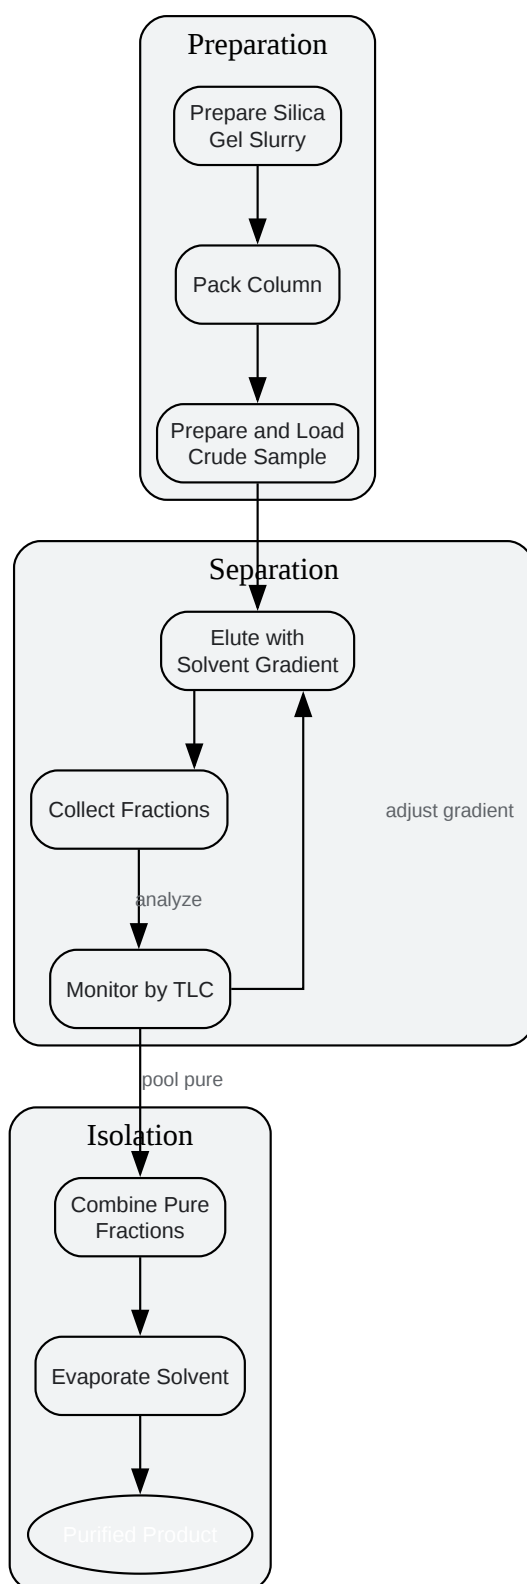 Preparation
Prepare Silica
Gel Slurry
Pack Column
Prepare and Load
Crude Sample
Separation
Elute with
Solvent Gradient
Collect Fractions
adjust gradient
analyze
Monitor by TLC
pool pure
Isolation
Combine Pure
Fractions
Evaporate Solvent
Purified Product